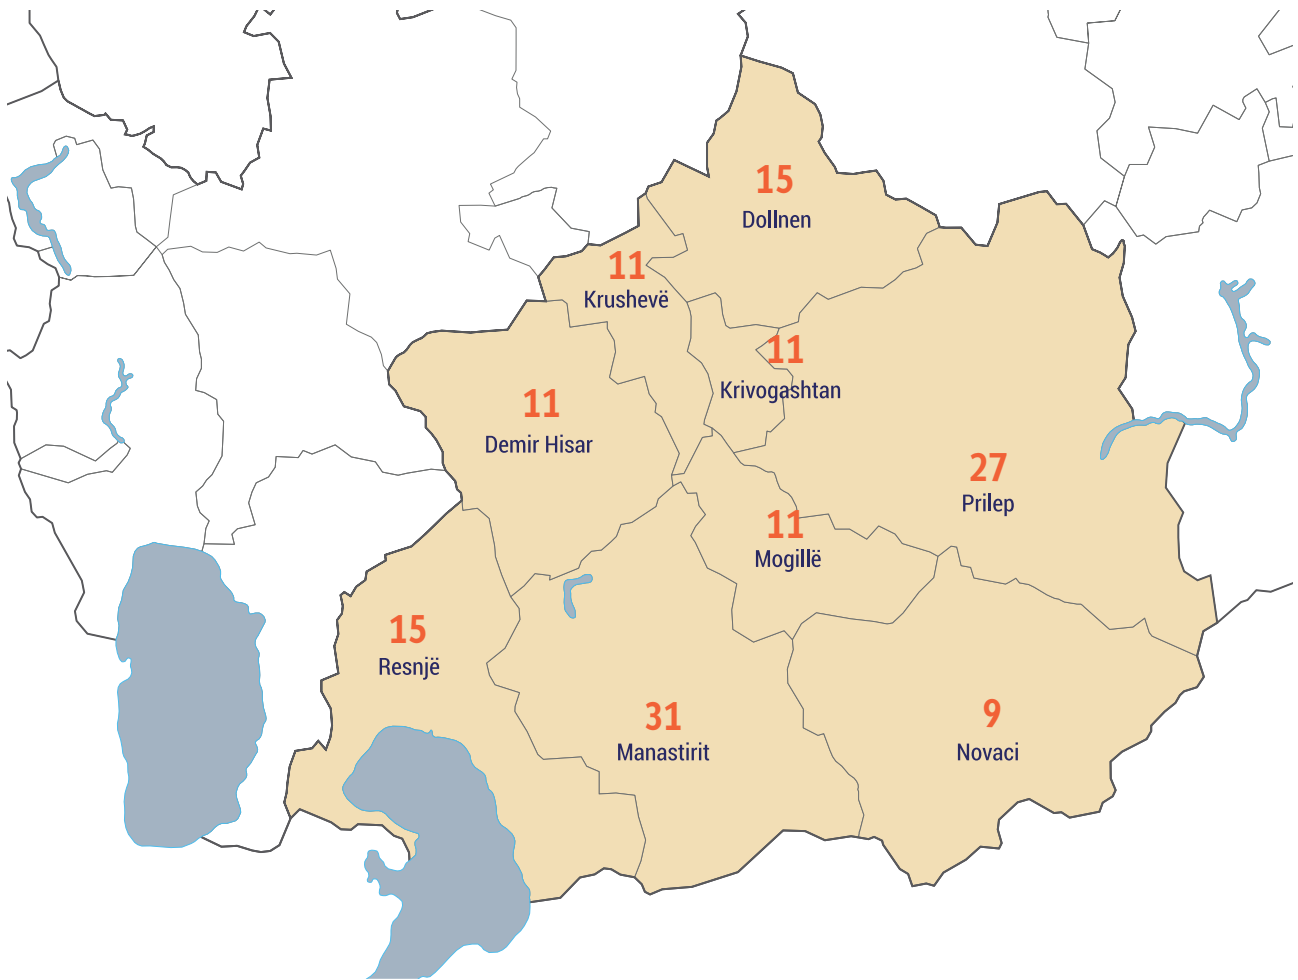 15
Dollnen
11
Krushevë
11
Krivogashtan
11
Demir Hisar
27
Prilep
11
Mogillë
15
Resnjë
31
Manastirit
9
Novaci